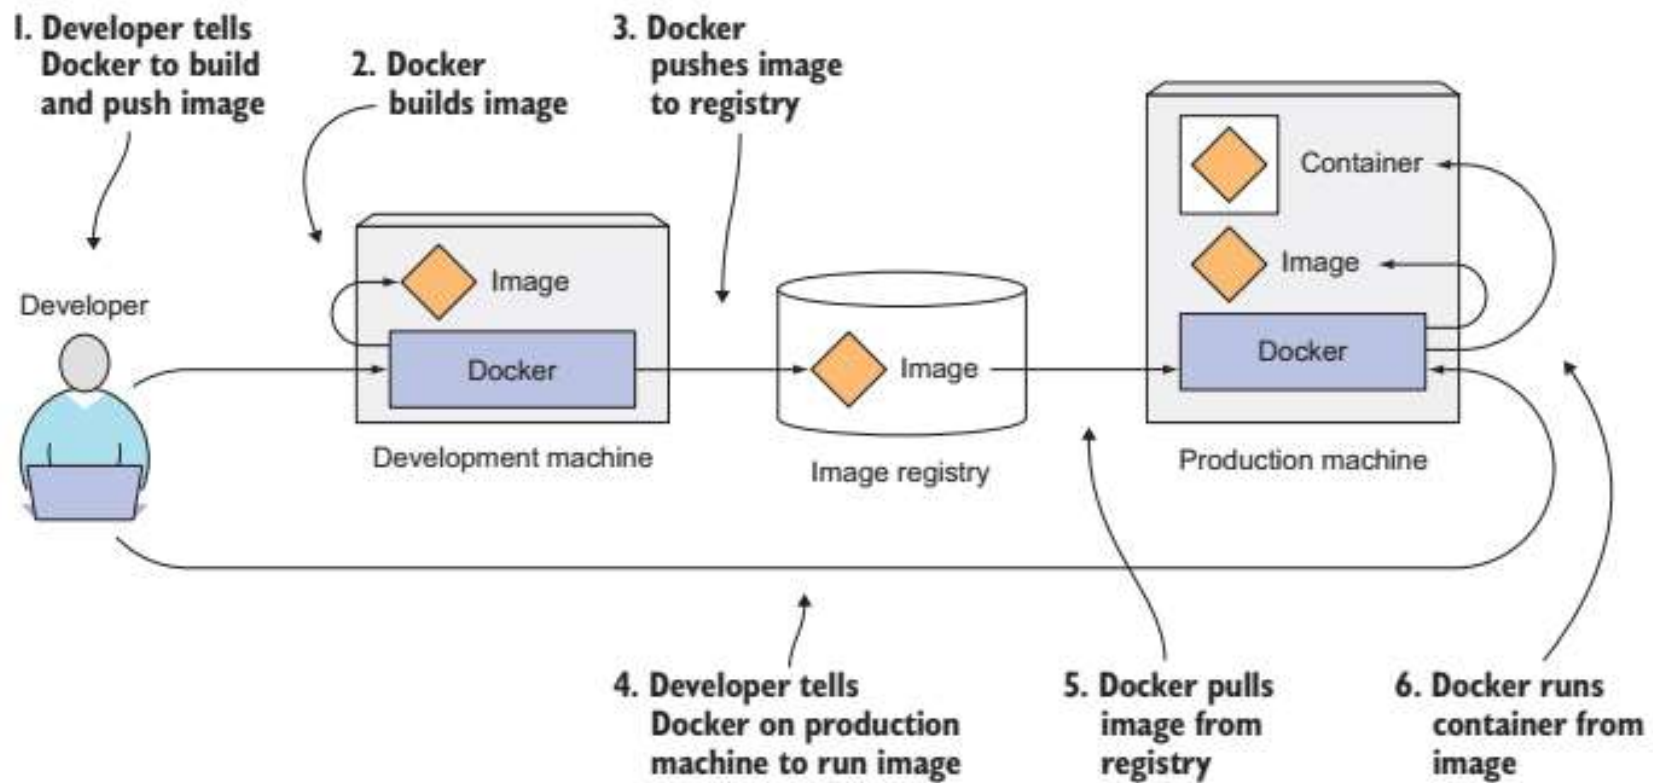 1. Developer tells
Docker to build
and push image
2. Docker
builds image
3. Docker
pushes image
to registry
Container
Image
Docker
Production machine
Developer
Image
Docker
Development machine
Image
Image registry
4. Developer tells
Docker on production
machine to run image
5. Docker pulls
image from
registry
6. Docker runs
container from
image